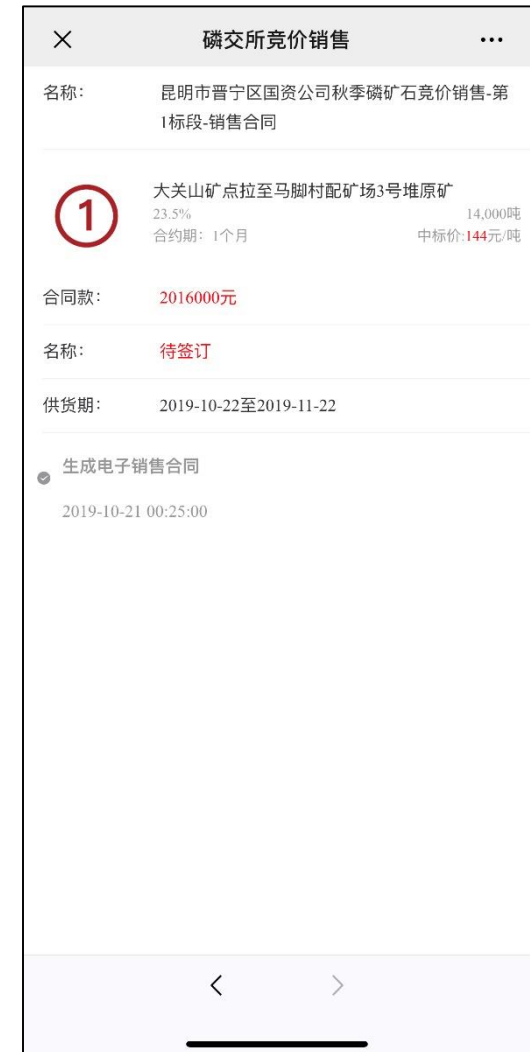 磷交所竞价销售
名称： 昆明市晋宁区国资公司秋季磷矿石竞价销售-第
1标段-销售合同
1
大关山矿点拉至马脚村配矿场3号堆原矿
23.5% 14,000吨
合约期：1个月 中标价:144元/吨
合同款： 2016000元
名称： 待签订
供货期： 2019-10-22至2019-11-22
生成电子销售合同
2019-10-21 00:25:00